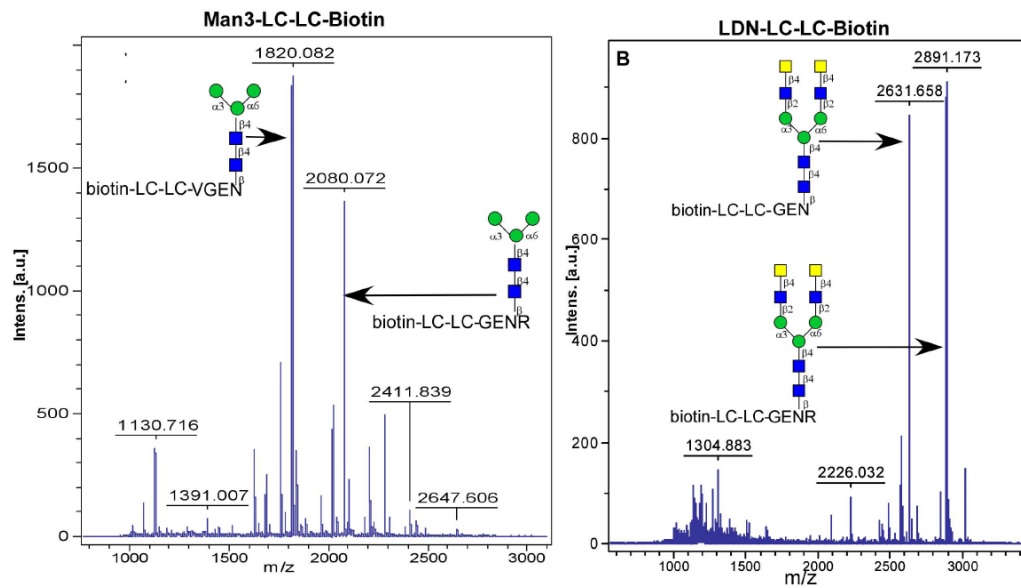 Man3-LC-LC-Biotin
1820.082
β4
α3
α6
β4
β4
β
biotin-LC-LC-VGEN
2080.072
α3
α6
β4
β4
β
biotin-LC-LC-GENR
1130.716
1391.007
2411.839
2647.606
Intens. [a.u.]
1500
1000
500
0
1000
1500
2000
2500
3000
m/z
LDN-LC-LC-Biotin
B
2891.173
2631.658
β4
β4
β2
β2
α3
α6
β4
β4
β
biotin-LC-LC-GEN
β4
β4
β2
β2
α3
α6
β4
β4
β
biotin-LC-LC-GENR
1304.883
2226.032
Intens. [a.u.]
800
600
400
200
0
1000
1500
2000
2500
3000
m/z